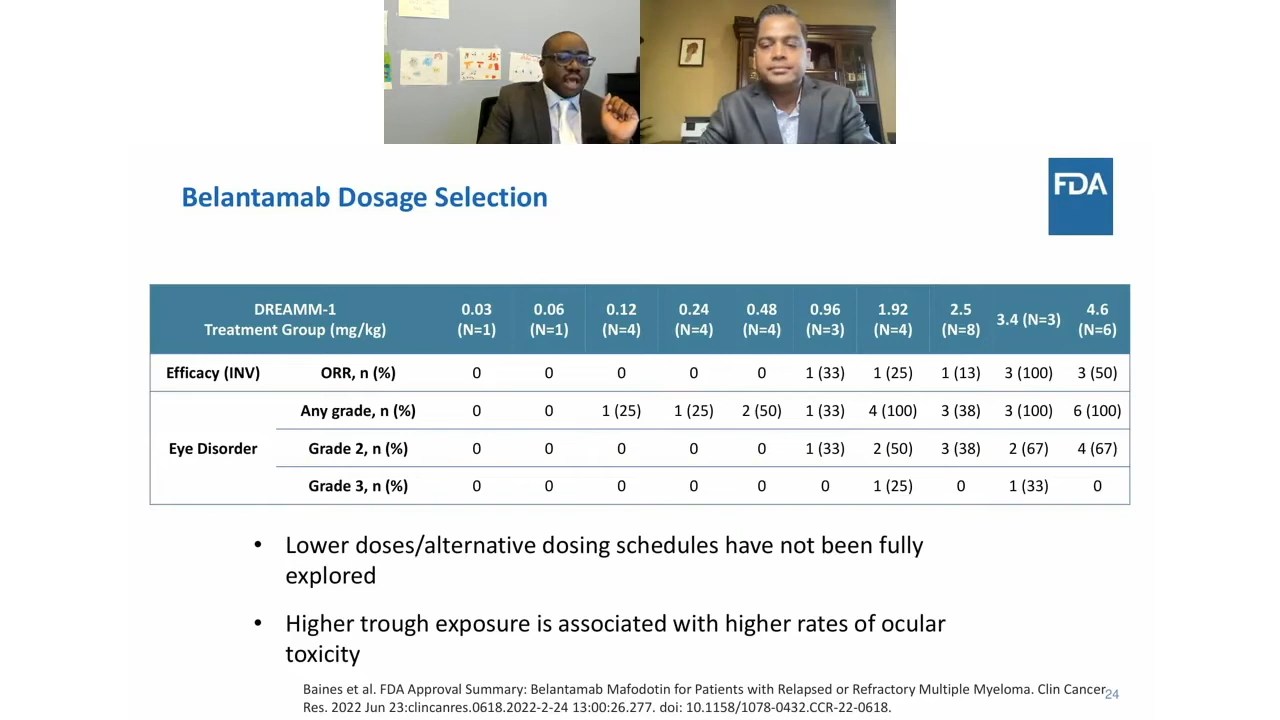 FDA
Belantamab Dosage Selection
DREAMM-1
Treatment Group (mg/kg)
0.03
(N=1)
0.06
(N=1)
0.12
(N=4)
0.24
(N=4)
0.48
(N=4)
0.96
(N=3)
1.92
(N=4)
2.5
(N=8)
3.4 (N=3)
4.6
(N=6)
Efficacy (INV) ORR, n (%) 0 0 0 0 0 1 (33) 1 (25) 1 (13) 3 (100) 3 (50)
Eye Disorder
Any grade, n (%) 0 0 1 (25) 1 (25) 2 (50) 1 (33) 4 (100) 3 (38) 3 (100) 6 (100)
Grade 2, n (%) 0 0 0 0 0 1 (33) 2 (50) 3 (38) 2 (67) 4 (67)
Grade 3, n (%) 0 0 0 0 0 0 1 (25) 0 1 (33) 0
• Lower doses/alternative dosing schedules have not been fully
explored
• Higher trough exposure is associated with higher rates of ocular
toxicity
Baines et al. FDA Approval Summary: Belantamab Mafodotin for Patients with Relapsed or Refractory Multiple Myeloma. Clin Cancer
Res. 2022 Jun 23:clincanres.0618.2022-2-24 13:00:26.277. doi: 10.1158/1078-0432.CCR-22-0618.
24